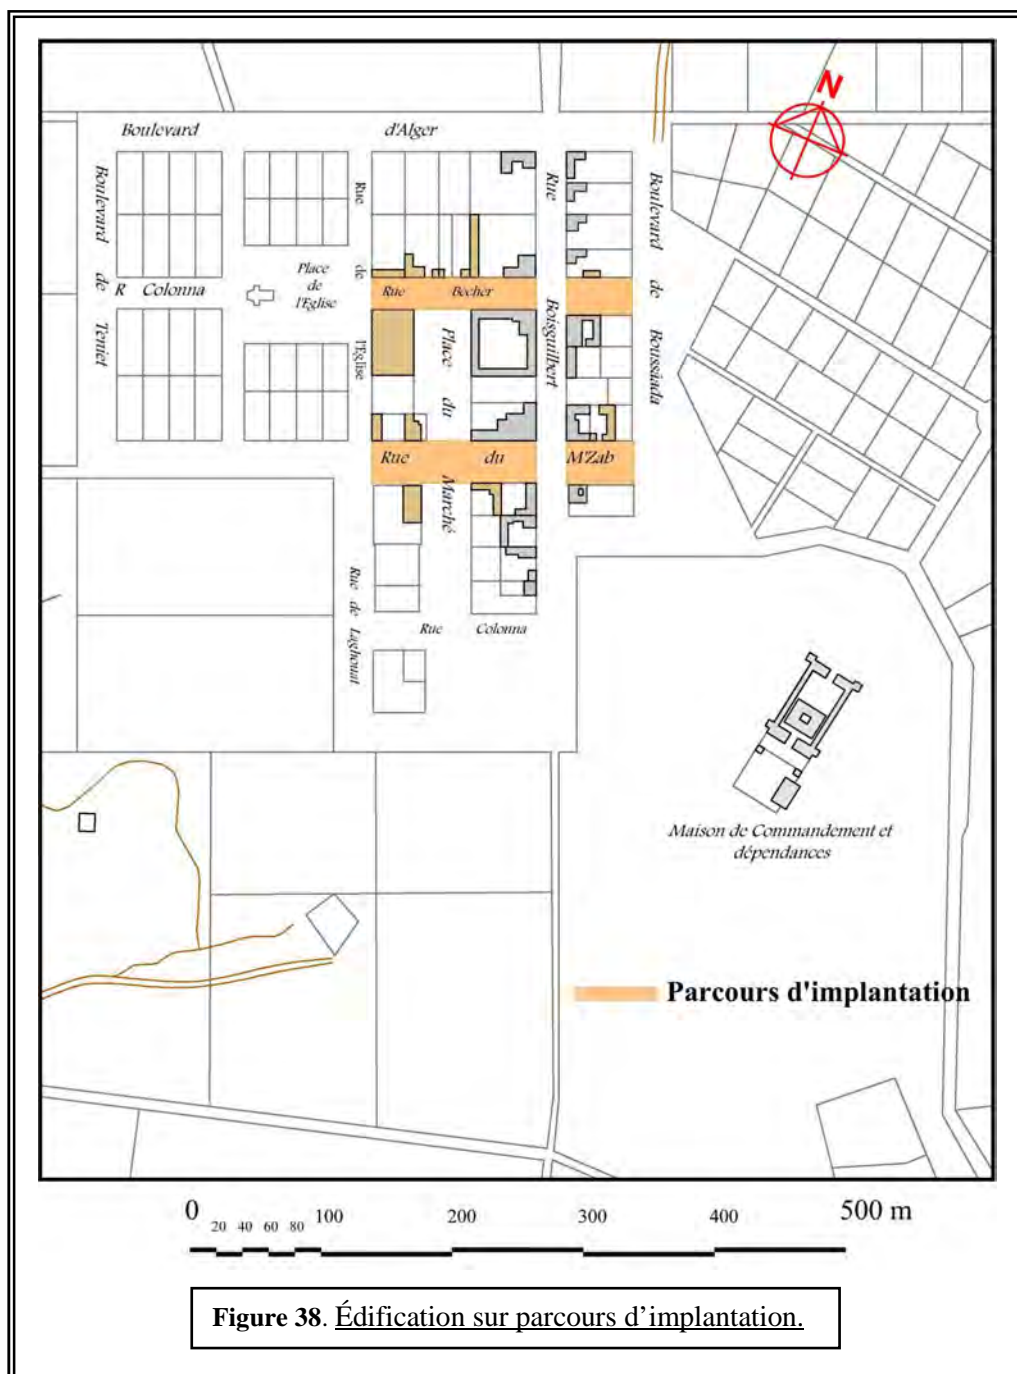 N
Boulevard d'Alger
Boulevard de Téniet
Rue de l'Eglise
Rue Boisguilbert
Boulevard de Boussâada
R Colonna
Place
de
l'Eglise
Rue Bécher
Place du Marché
Rue du M'Zab
Rue de Laghouat
Rue Colonna
Maison de Commandement et
dépendances
Parcours d'implantation
0 20 40 60 80 100 200 300 400 500 m
Figure 38. Édification sur parcours d’implantation.